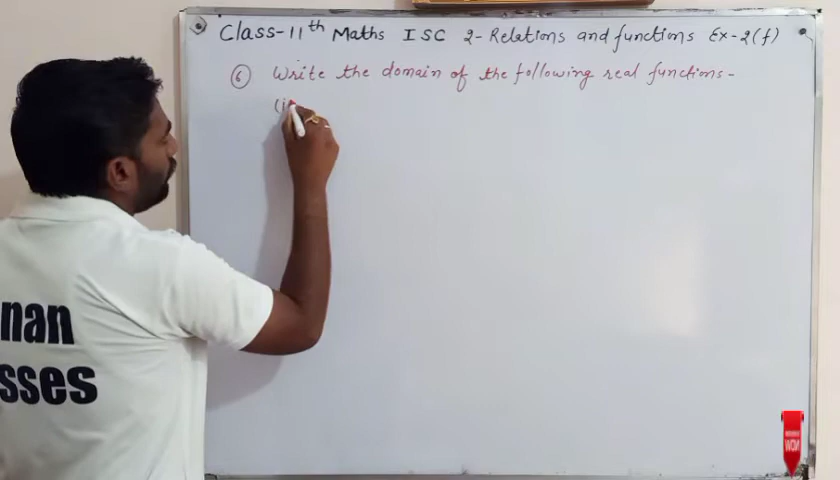 Class-11th Maths ISC 2-Relations and functions Ex-2(f)
(6) Write the domain of the following real functions-
(i
nan
sses